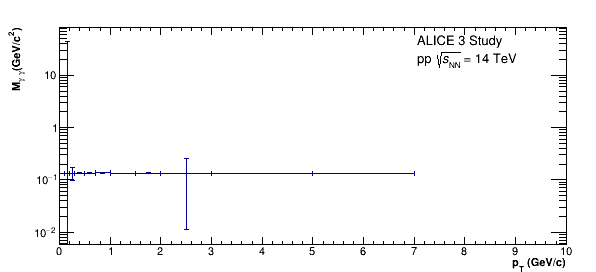 ALICE 3 Study
pp √s_NN = 14 TeV
M_γγ(GeV/c²)
10
1
10⁻¹
10⁻²
0 1 2 3 4 5 6 7 8 9 10
p_T (GeV/c)